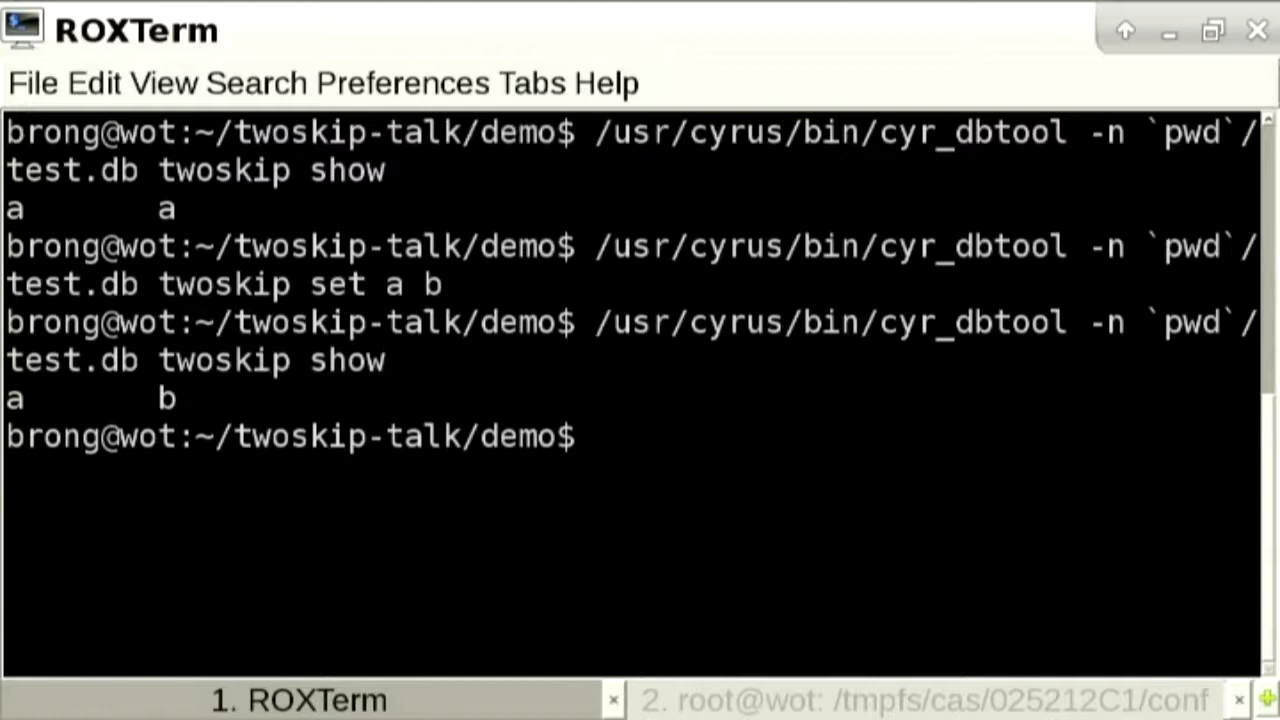 ROXTerm
File Edit View Search Preferences Tabs Help
brong@wot:~/twoskip-talk/demo$ /usr/cyrus/bin/cyr_dbtool -n `pwd`/
test.db twoskip show
a       a
brong@wot:~/twoskip-talk/demo$ /usr/cyrus/bin/cyr_dbtool -n `pwd`/
test.db twoskip set a b
brong@wot:~/twoskip-talk/demo$ /usr/cyrus/bin/cyr_dbtool -n `pwd`/
test.db twoskip show
a       b
brong@wot:~/twoskip-talk/demo$
1. ROXTerm
2. root@wot: /tmpfs/cas/025212C1/conf